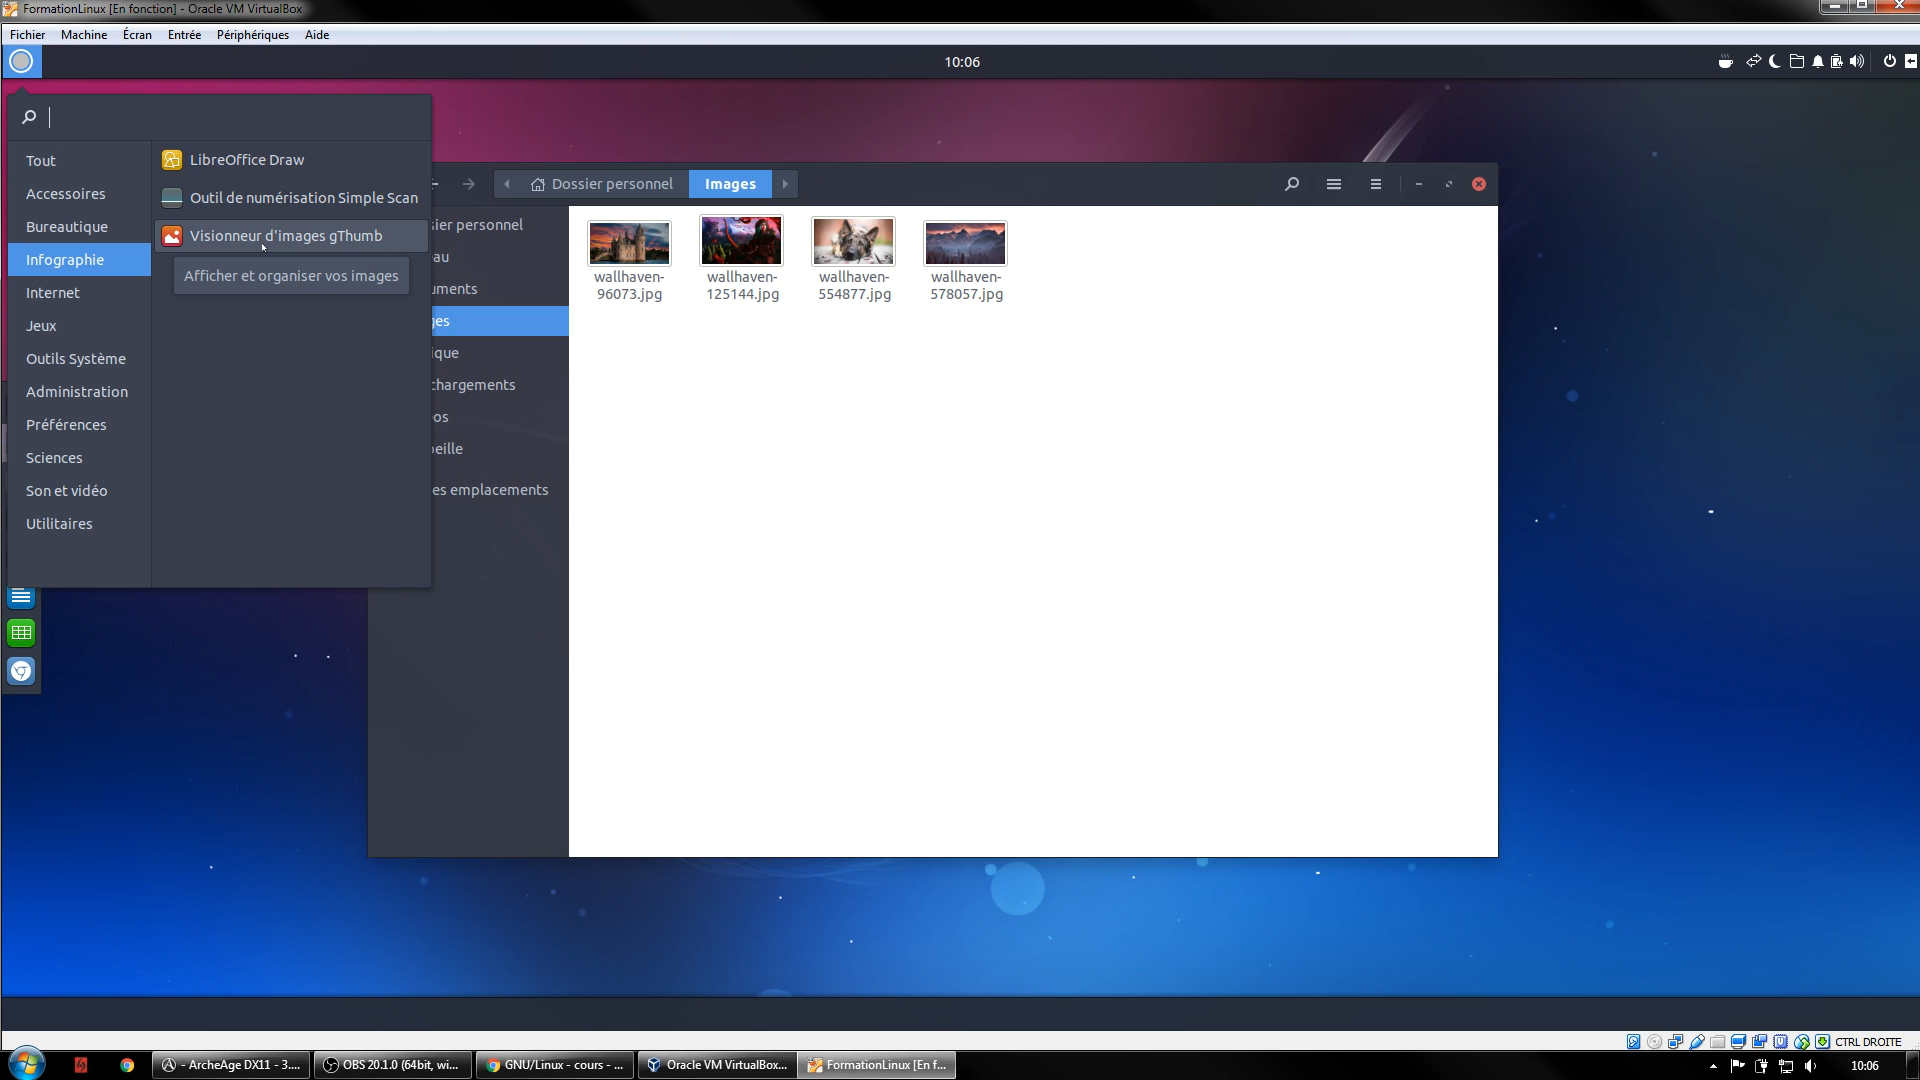 FormationLinux [En fonction] - Oracle VM VirtualBox
Fichier Machine Écran Entrée Périphériques Aide
10:06
Tout
Accessoires
Bureautique
Infographie
Internet
Jeux
Outils Système
Administration
Préférences
Sciences
Son et vidéo
Utilitaires
LibreOffice Draw
Outil de numérisation Simple Scan
Visionneur d'images gThumb
Afficher et organiser vos images
Dossier personnel Images
sier personnel
au
uments
ges
ique
chargements
os
beille
es emplacements
wallhaven-
96073.jpg
wallhaven-
125144.jpg
wallhaven-
554877.jpg
wallhaven-
578057.jpg
CTRL DROITE
- ArcheAge DX11 - 3....
OBS 20.1.0 (64bit, wi...
GNU/Linux - cours - ...
Oracle VM VirtualBox...
FormationLinux [En f...
10:06